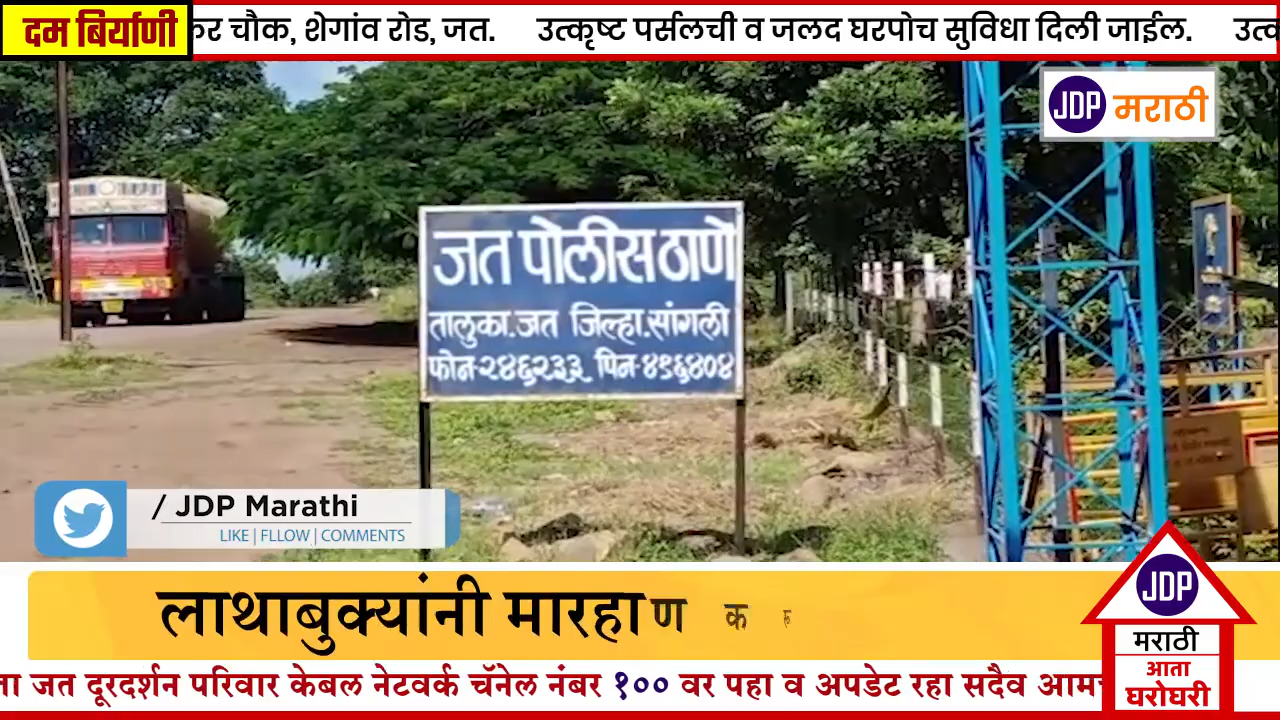 दम बिर्याणी
कर चौक, शेगांव रोड, जत. उत्कृष्ट पर्सलची व जलद घरपोच सुविधा दिली जाईल.
JDP मराठी
जत पोलीस ठाणे
तालुका.जत जिल्हा.सांगली
फोन-२४६२३३ पिन-४१६४०४
/ JDP Marathi
LIKE | FLLOW | COMMENTS
लाथाबुक्यांनी मारहाण क रू
JDP
मराठी
आता
घरोघरी
जत दूरदर्शन परिवार केबल नेटवर्क चॅनेल नंबर १०० वर पहा व अपडेट रहा सदैव